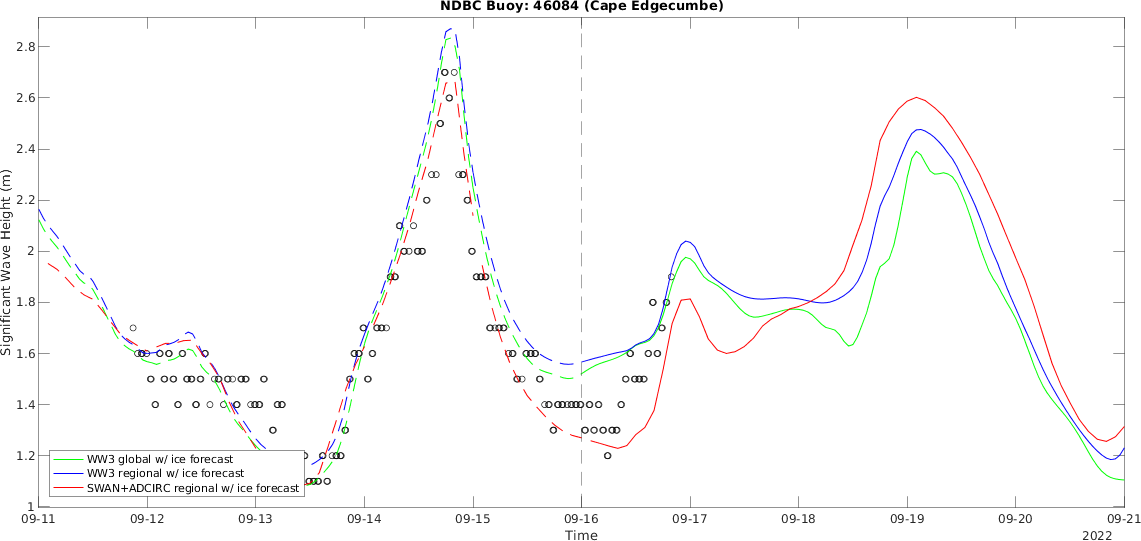 NDBC Buoy: 46084 (Cape Edgecumbe)
Significant Wave Height (m)
2.8
2.6
2.4
2.2
2
1.8
1.6
1.4
1.2
1
WW3 global w/ ice forecast
WW3 regional w/ ice forecast
SWAN+ADCIRC regional w/ ice forecast
09-11 09-12 09-13 09-14 09-15 09-16 09-17 09-18 09-19 09-20 09-21
Time
2022